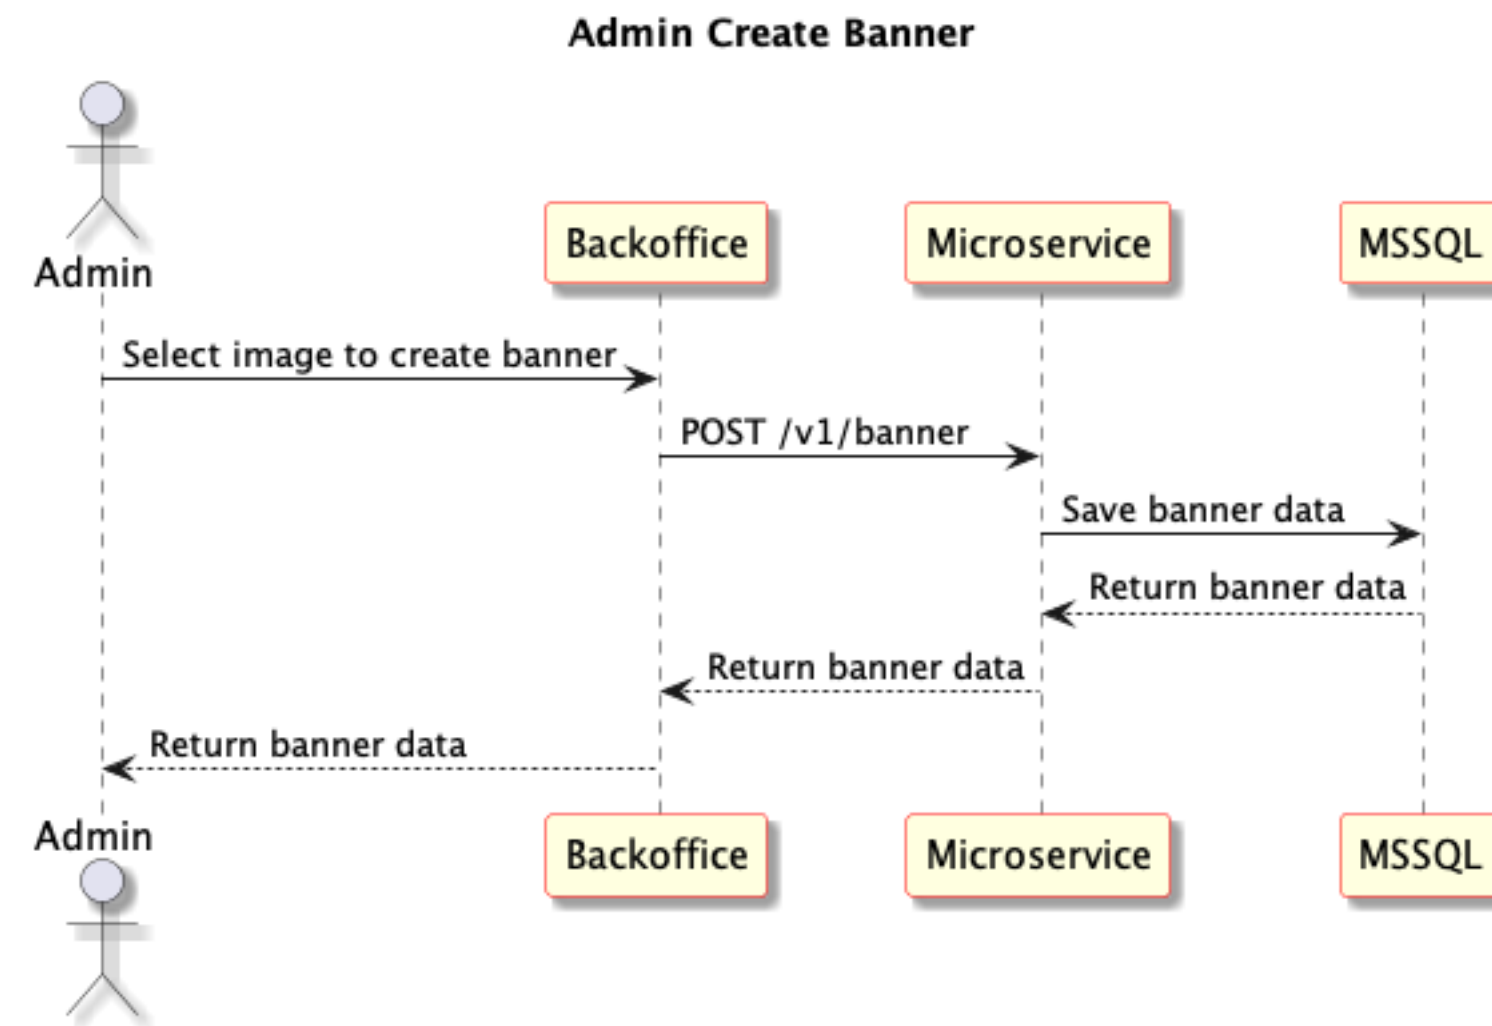 Admin Create Banner
Admin
Backoffice
Microservice
MSSQL
Select image to create banner
POST /v1/banner
Save banner data
Return banner data
Return banner data
Return banner data
Admin
Backoffice
Microservice
MSSQL